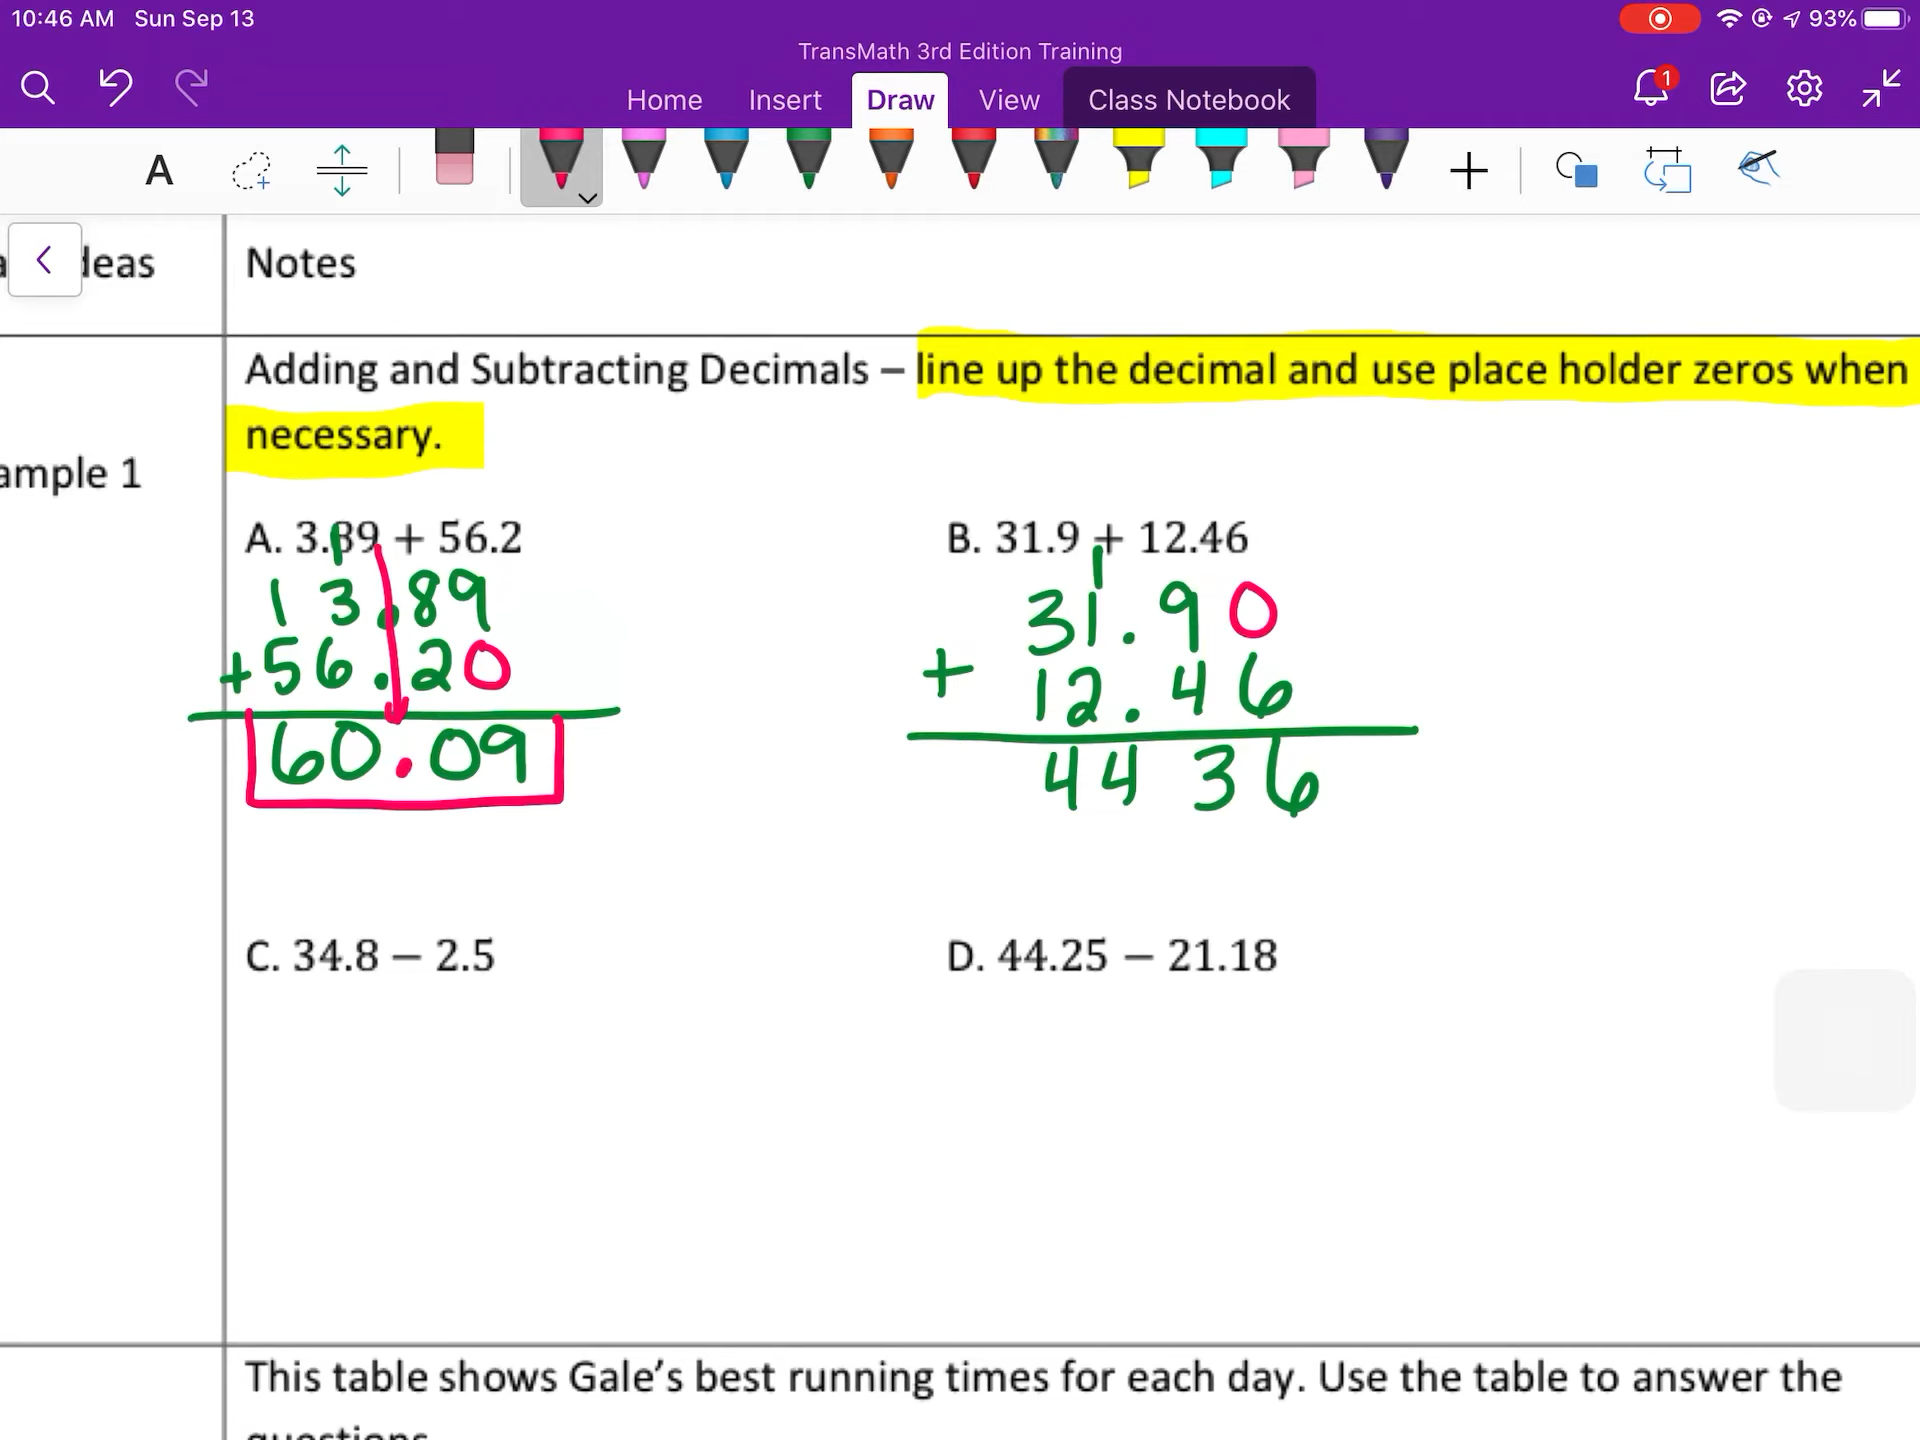 10:46 AM Sun Sep 13
93%
TransMath 3rd Edition Training
Home Insert Draw View Class Notebook
1
A
deas
Notes
Adding and Subtracting Decimals – line up the decimal and use place holder zeros when
necessary.
ample 1
A. 3.89 + 56.2
B. 31.9 + 12.46
1
1
1 3.89
31.90
+56.20
+ 12.46
60.09
44 36
C. 34.8 – 2.5
D. 44.25 – 21.18
This table shows Gale's best running times for each day. Use the table to answer the